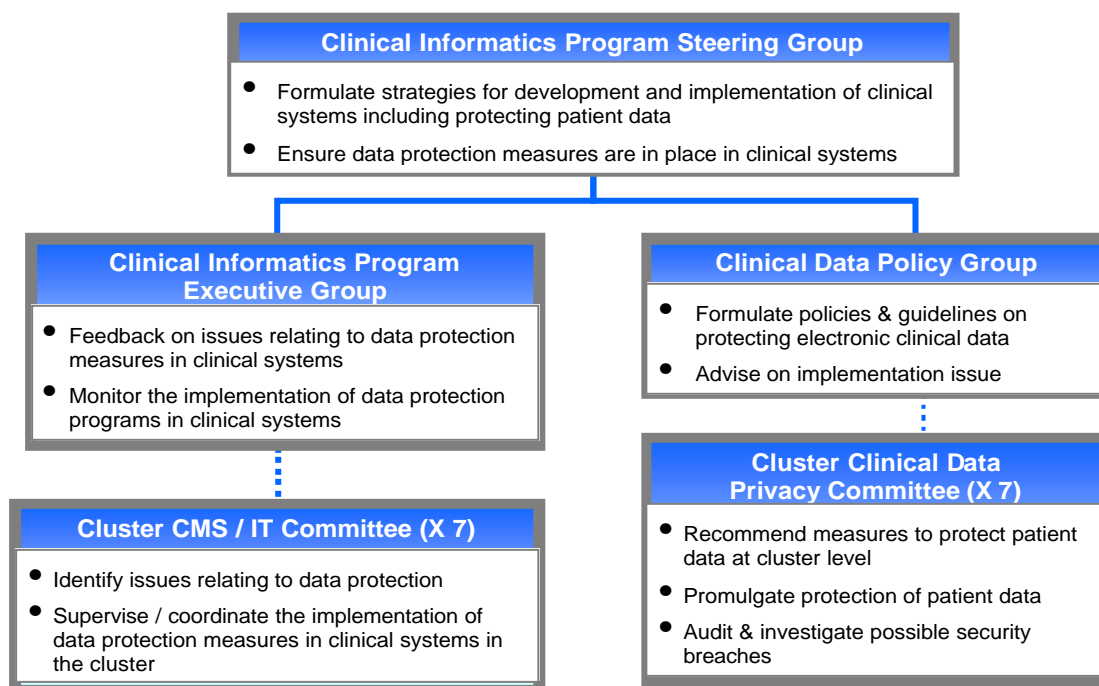 Clinical Informatics Program Steering Group
• Formulate strategies for development and implementation of clinical
systems including protecting patient data
• Ensure data protection measures are in place in clinical systems
Clinical Informatics Program
Executive Group
• Feedback on issues relating to data protection
measures in clinical systems
• Monitor the implementation of data protection
programs in clinical systems
Clinical Data Policy Group
• Formulate policies & guidelines on
protecting electronic clinical data
• Advise on implementation issue
Cluster CMS / IT Committee (X 7)
• Identify issues relating to data protection
• Supervise / coordinate the implementation of
data protection measures in clinical systems in
the cluster
Cluster Clinical Data
Privacy Committee (X 7)
• Recommend measures to protect patient
data at cluster level
• Promulgate protection of patient data
• Audit & investigate possible security
breaches